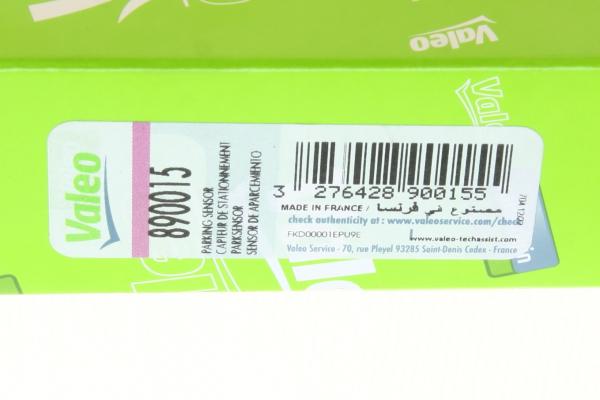 Valeo
Valeo
Valeo
890015
PARKING SENSOR
CAPTEUR DE STATIONNEMENT
PARKSENSOR
SENSOR DE APARCEMIENTO
3 276428 900155
MADE IN FRANCE / مصنوع في فرنسا
check authenticity at : www.valeoservice.com/check
FKD00001EPU9E
www.valeo-techassist.com
Valeo Service - 70, rue Pleyel 93285 Saint-Denis Cedex - France